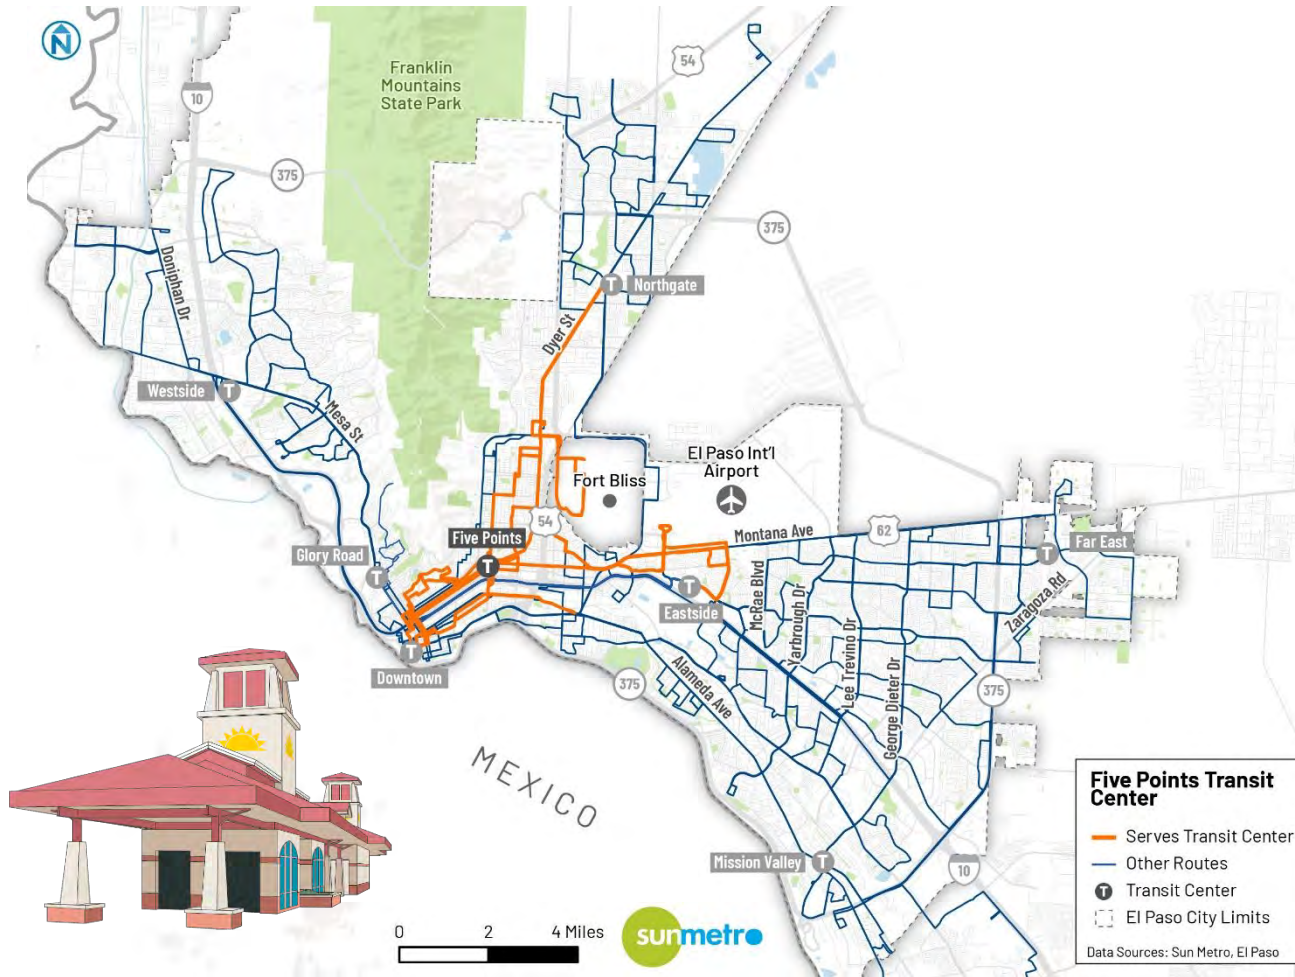 N
10
Franklin
Mountains
State Park
54
375
375
Doniphan Dr
T
Northgate
Dyer St
Westside
T
Mesa St
El Paso Int'l
Airport
Fort Bliss
54
Montana Ave
62
Five Points
T
Glory Road
T
T
Far East
T
Eastside
McRae Blvd
Yarbrough Dr
Lee Trevino Dr
George Dieter Dr
Zaragoza Rd
T
Downtown
375
Alameda Ave
375
MEXICO
Mission Valley
T
10
Five Points Transit
Center
Serves Transit Center
Other Routes
T Transit Center
El Paso City Limits
Data Sources: Sun Metro, El Paso
0 2 4 Miles
sunmetro